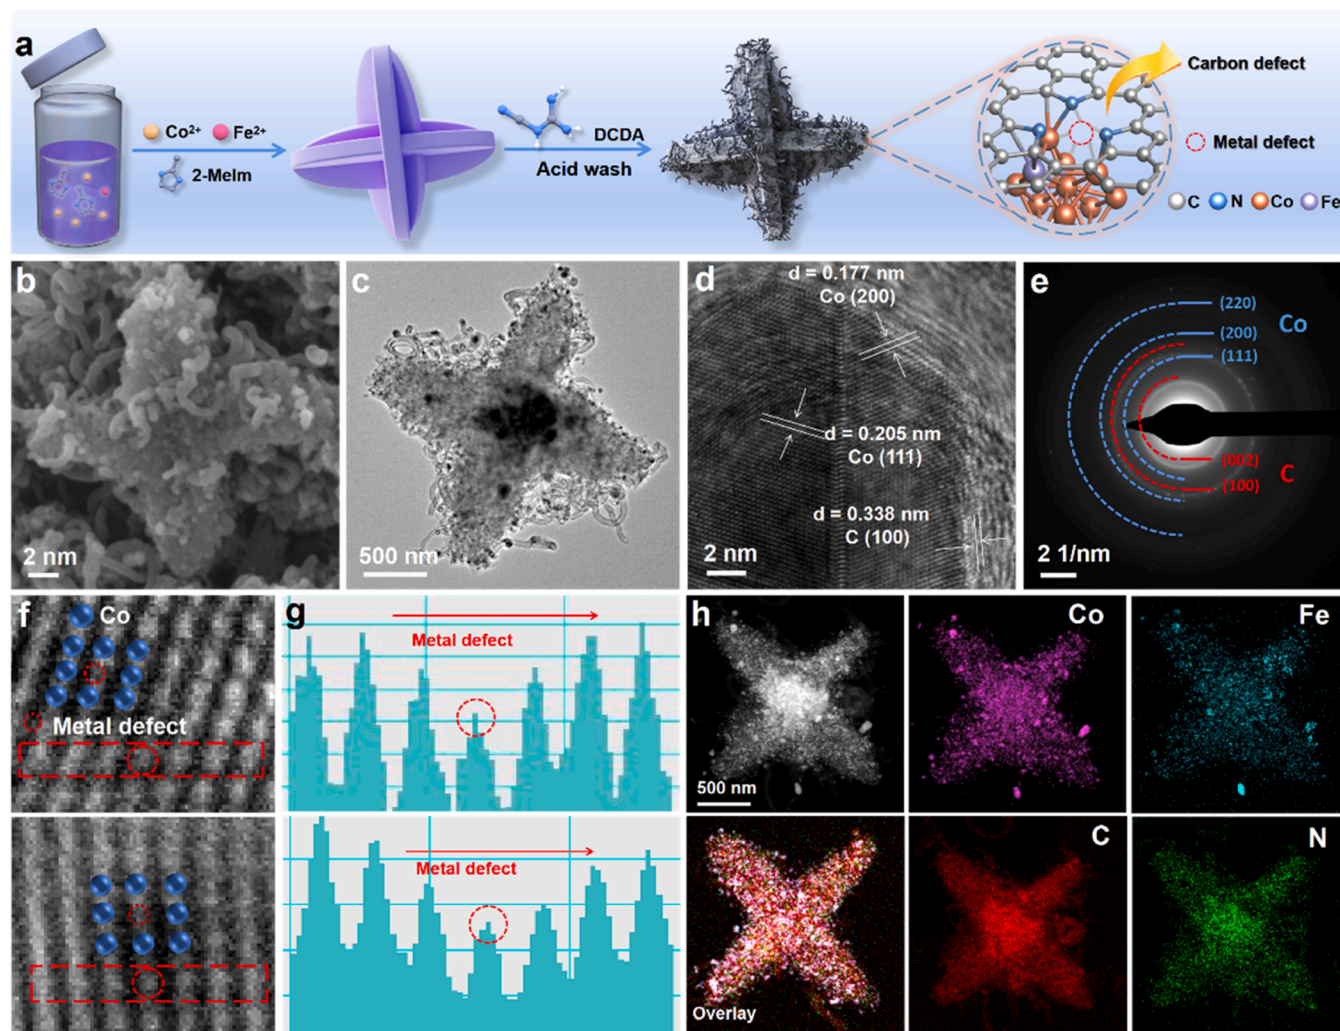 a
Co²⁺ Fe²⁺
2-MeIm
DCDA
Acid wash
Carbon defect
Metal defect
C N Co Fe
b
2 nm
c
500 nm
d
d = 0.177 nm
Co (200)
d = 0.205 nm
Co (111)
d = 0.338 nm
C (100)
2 nm
e
(220)
Co
(200)
(111)
(002)
C
(100)
2 1/nm
f
Co
Metal defect
g
Metal defect
Metal defect
h
500 nm
Co
Fe
Overlay
C
N